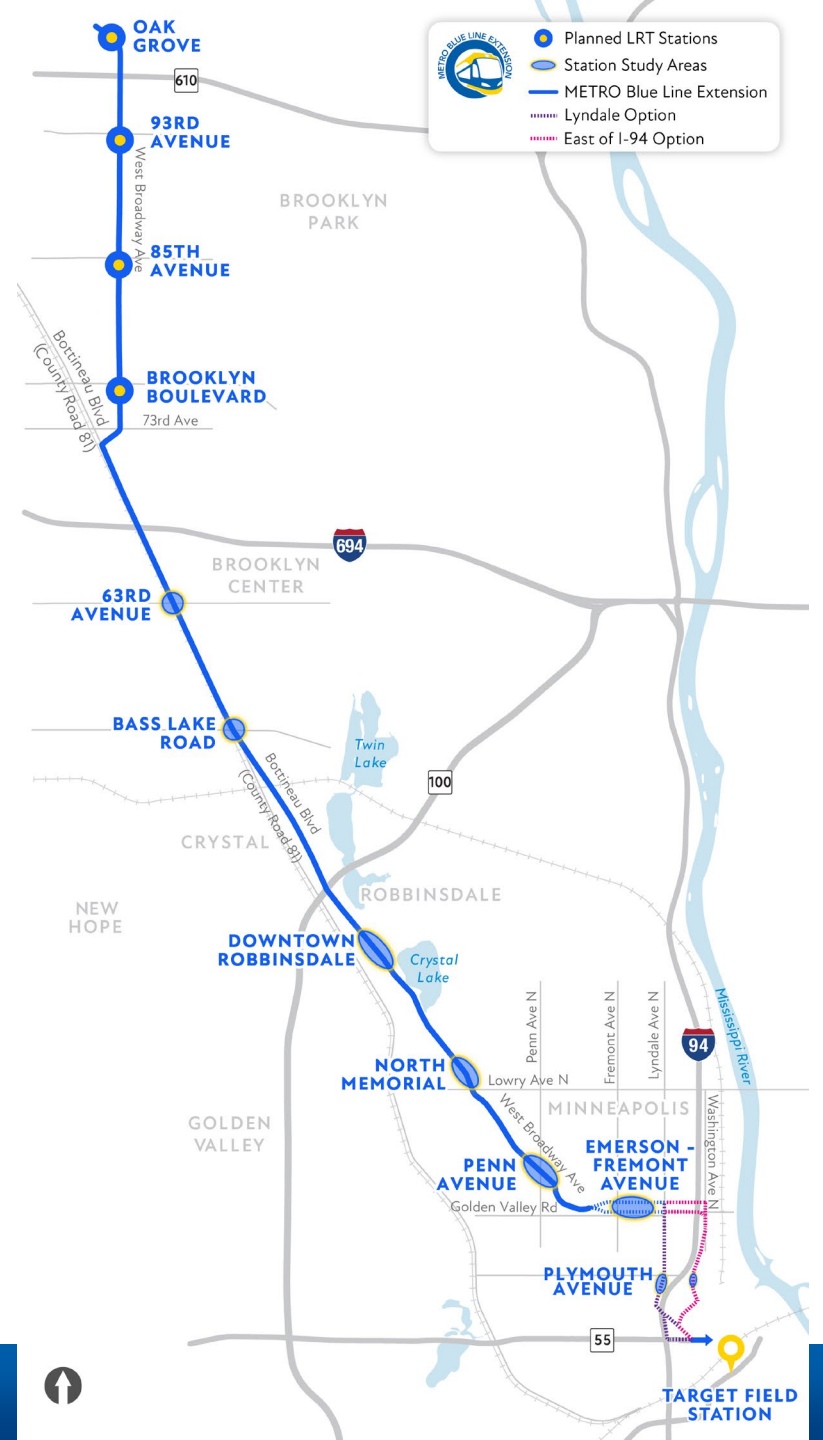 OAK
GROVE
METRO BLUE LINE EXTENSION
Planned LRT Stations
Station Study Areas
METRO Blue Line Extension
Lyndale Option
East of I-94 Option
610
93RD
AVENUE
West Broadway Ave
BROOKLYN
PARK
85TH
AVENUE
Bottineau Blvd
(County Road 81)
BROOKLYN
BOULEVARD
73rd Ave
694
BROOKLYN
CENTER
63RD
AVENUE
BASS LAKE
ROAD
Twin
Lake
Bottineau Blvd
(County Road 81)
100
CRYSTAL
ROBBINSDALE
NEW
HOPE
DOWNTOWN
ROBBINSDALE
Crystal
Lake
Penn Ave N
Fremont Ave N
Lyndale Ave N
94
Mississippi River
NORTH
MEMORIAL
Lowry Ave N
GOLDEN
VALLEY
MINNEAPOLIS
West Broadway Ave
Washington Ave N
EMERSON -
FREMONT
AVENUE
PENN
AVENUE
Golden Valley Rd
PLYMOUTH
AVENUE
55
TARGET FIELD
STATION